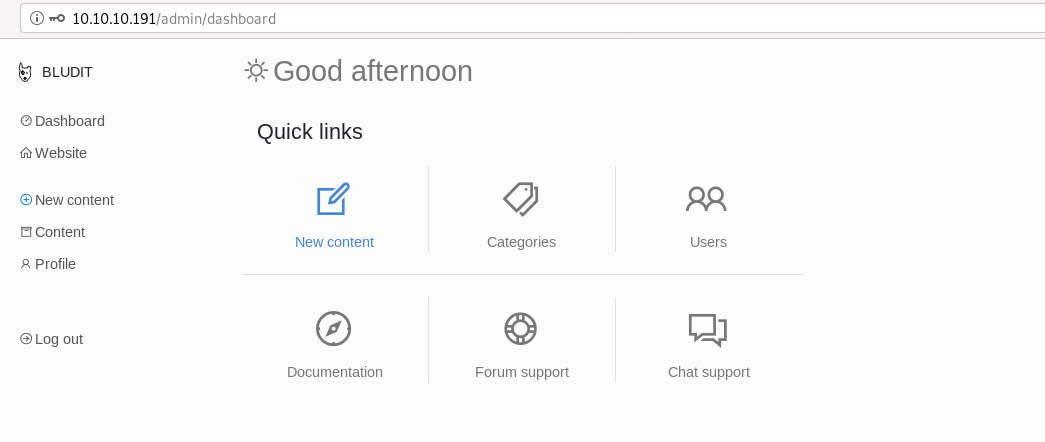 10.10.10.191/admin/dashboard
BLUDIT
Dashboard
Website
New content
Content
Profile
Log out
Good afternoon
Quick links
New content
Categories
Users
Documentation
Forum support
Chat support